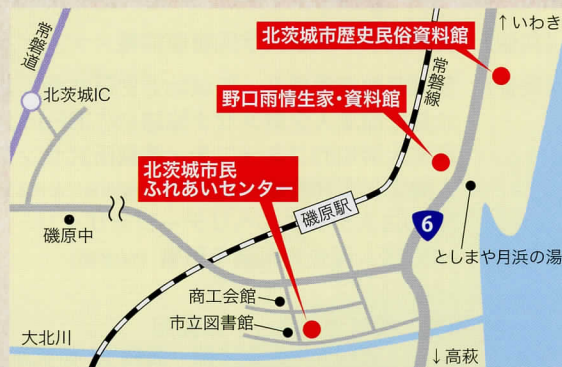 ↑いわき
北茨城市歴史民俗資料館
常磐道
常磐線
北茨城IC
野口雨情生家・資料館
北茨城市民
ふれあいセンター
磯原駅
6
磯原中
としまや月浜の湯
商工会館
市立図書館
大北川
↓高萩